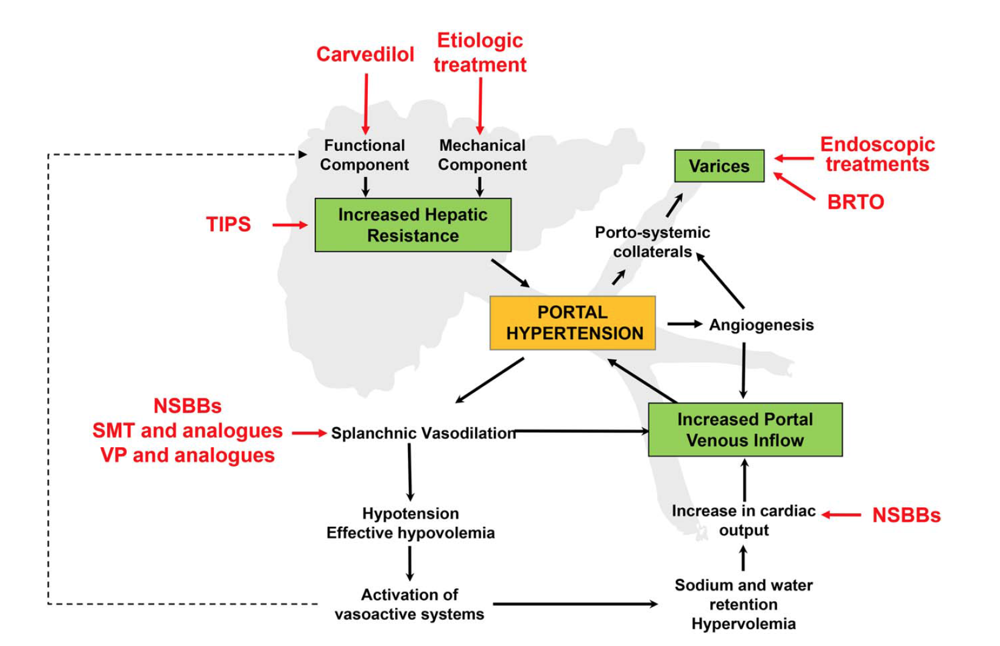 Carvedilol
Etiologic
treatment
Functional
Component
Mechanical
Component
Varices
Endoscopic
treatments
BRTO
TIPS
Increased Hepatic
Resistance
Porto-systemic
collaterals
PORTAL
HYPERTENSION
Angiogenesis
NSBBs
SMT and analogues
VP and analogues
Splanchnic Vasodilation
Increased Portal
Venous Inflow
Hypotension
Effective hypovolemia
Increase in cardiac
output
NSBBs
Activation of
vasoactive systems
Sodium and water
retention
Hypervolemia